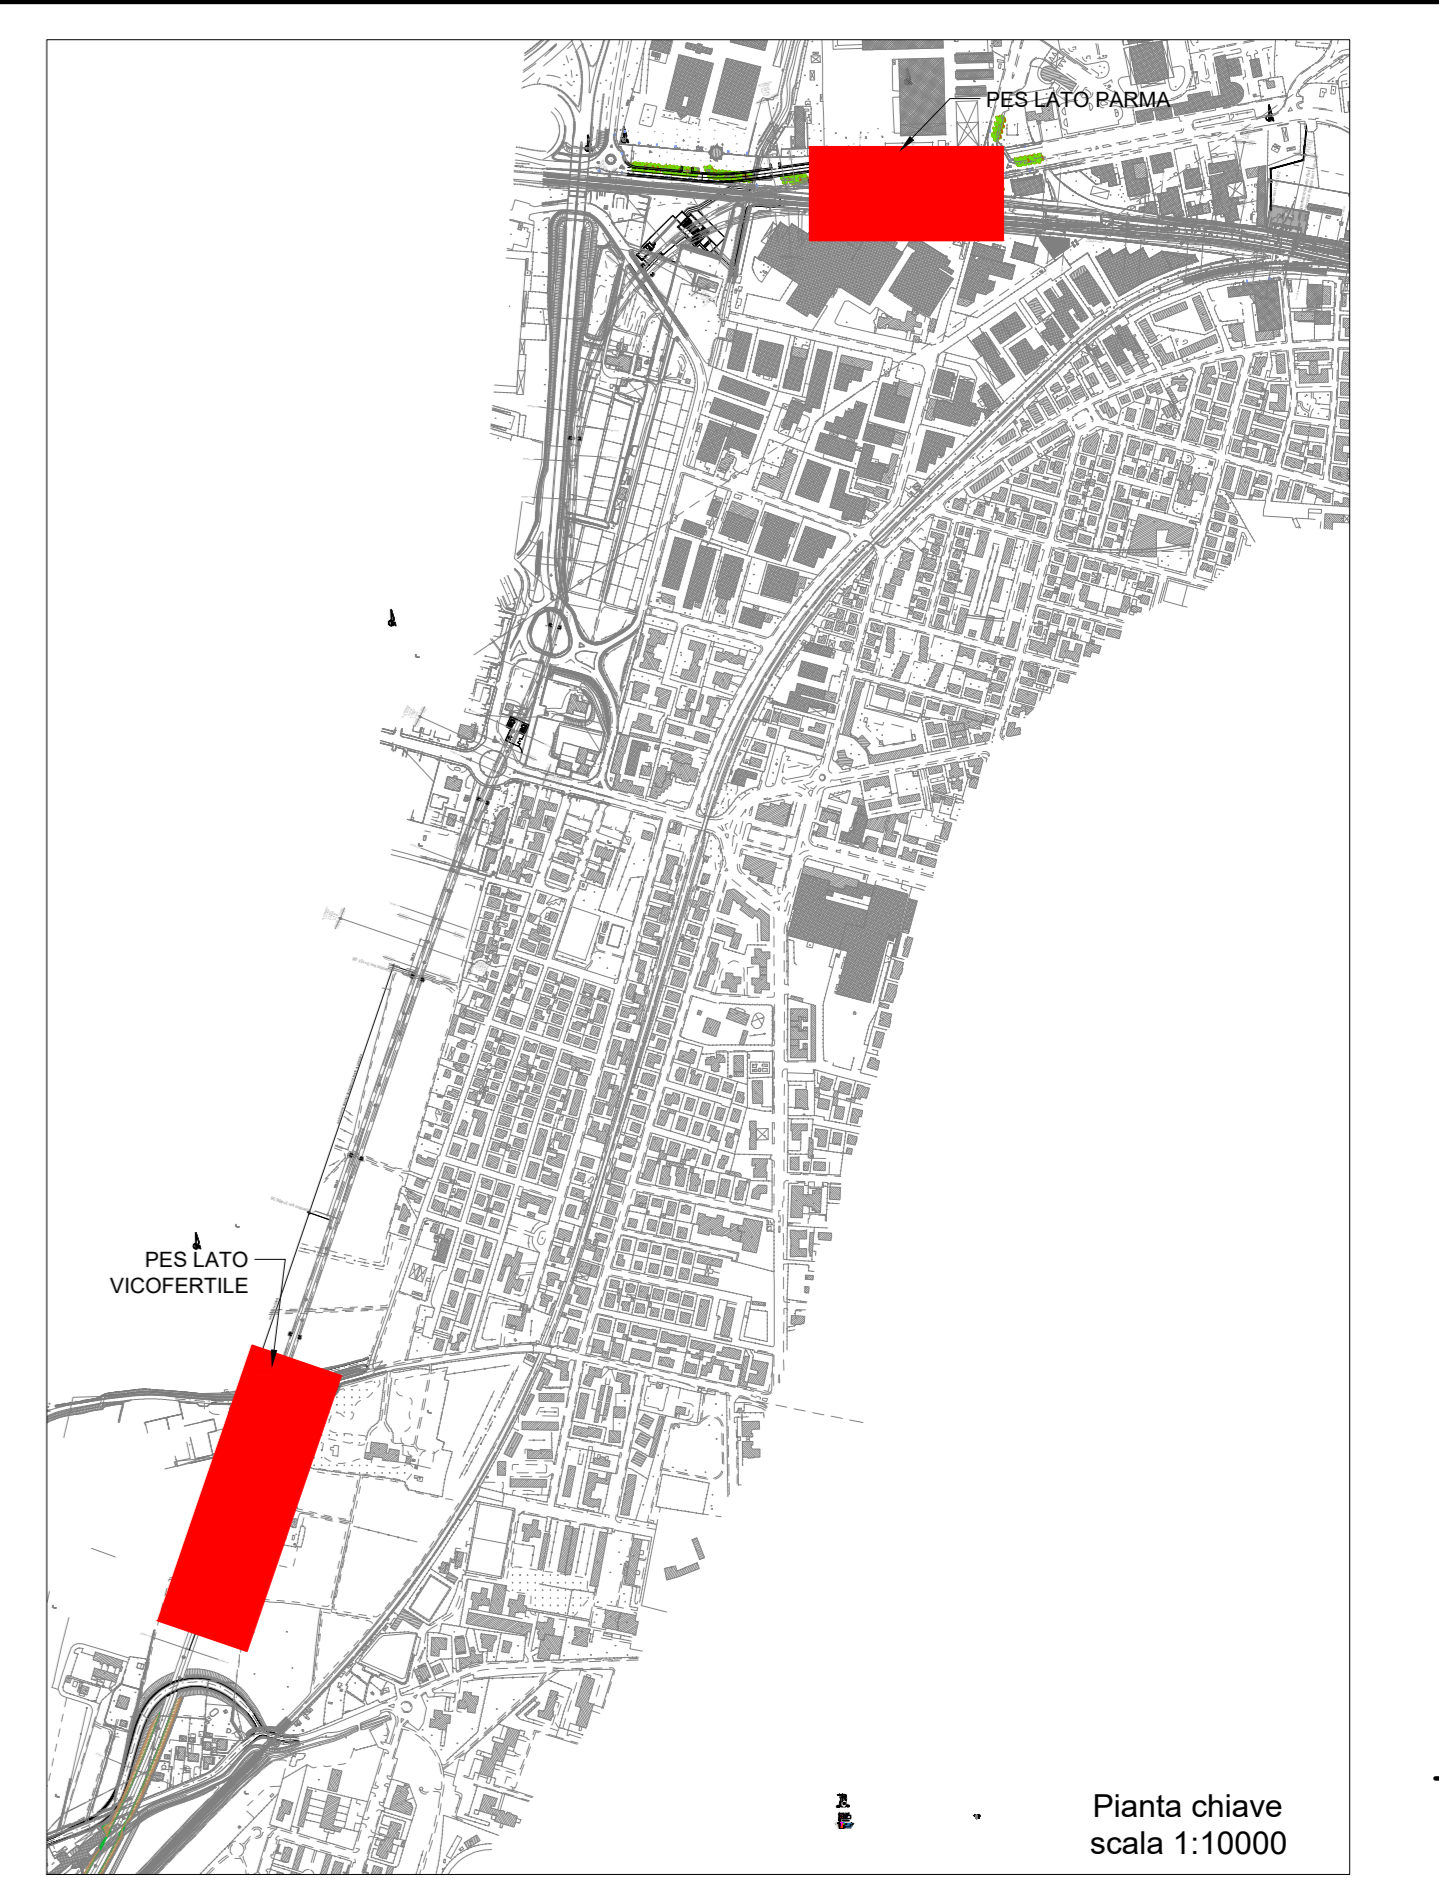 PES LATO PARMA
PES LATO
VICOFERTILE
Pianta chiave
scala 1:10000